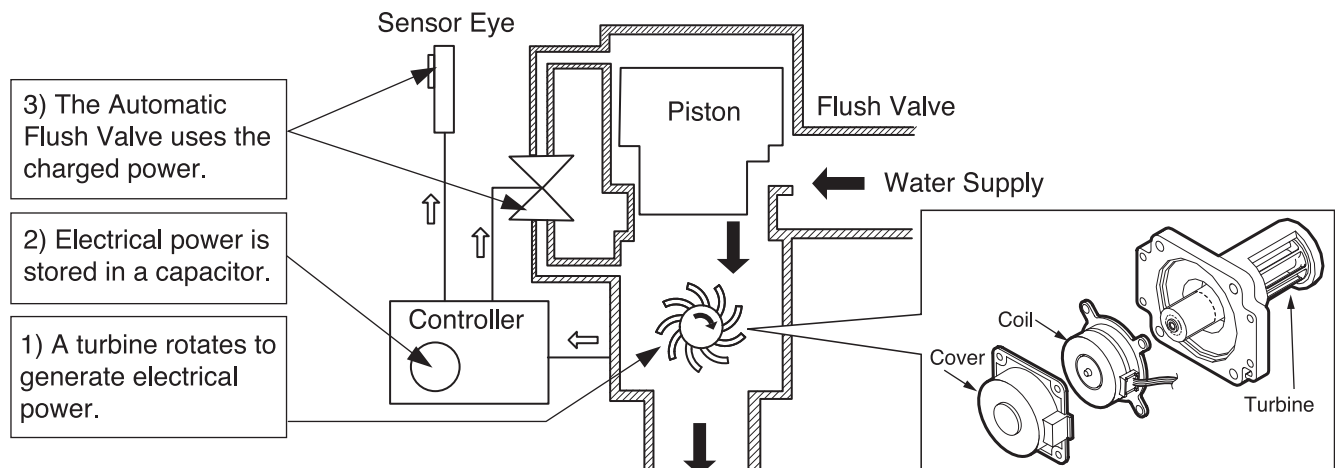 Sensor Eye
3) The Automatic
Flush Valve uses the
charged power.
Piston
Flush Valve
Water Supply
2) Electrical power is
stored in a capacitor.
Controller
1) A turbine rotates to
generate electrical
power.
Coil
Cover
Turbine